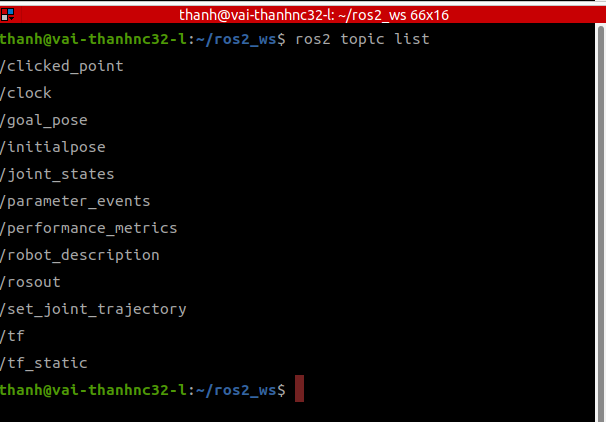 thanh@vai-thanhnc32-l: ~/ros2_ws 66x16
thanh@vai-thanhnc32-l:~/ros2_ws$ ros2 topic list
/clicked_point
/clock
/goal_pose
/initialpose
/joint_states
/parameter_events
/performance_metrics
/robot_description
/rosout
/set_joint_trajectory
/tf
/tf_static
thanh@vai-thanhnc32-l:~/ros2_ws$